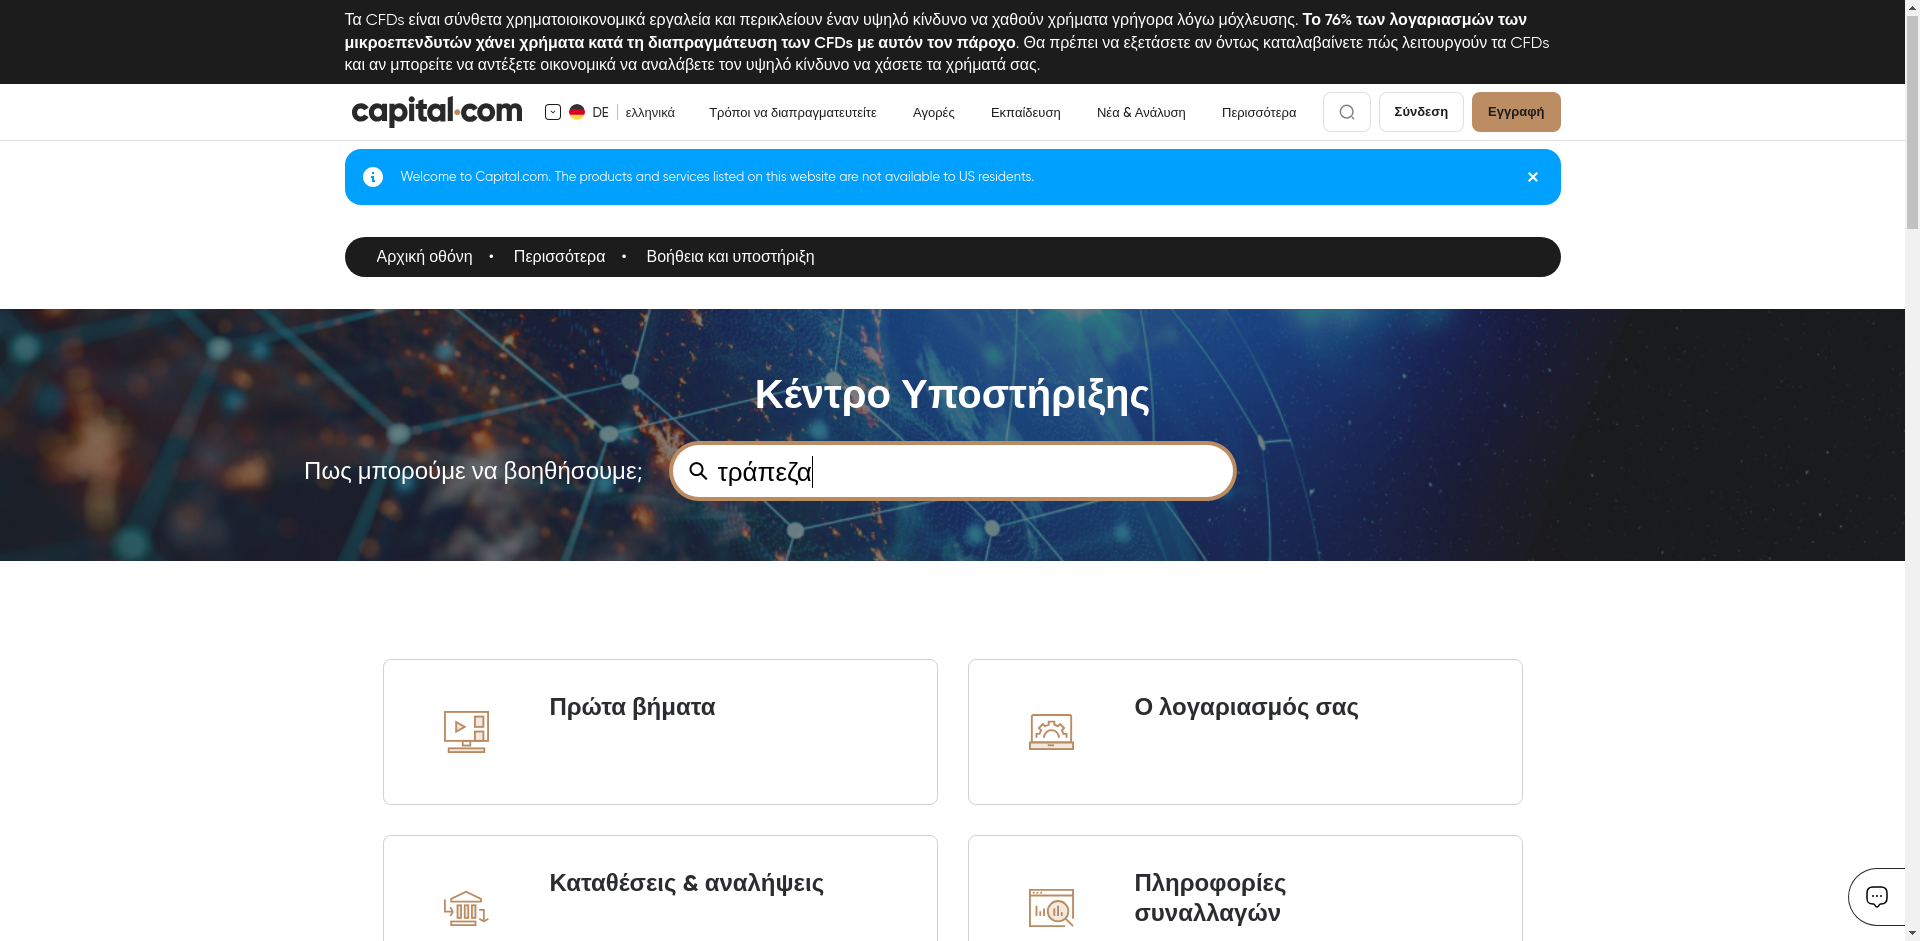 Τα CFDs είναι σύνθετα χρηματοιοικονομικά εργαλεία και περικλείουν έναν υψηλό κίνδυνο να χαθούν χρήματα γρήγορα λόγω μόχλευσης. Το 76% των λογαριασμών των
μικροεπενδυτών χάνει χρήματα κατά τη διαπραγμάτευση των CFDs με αυτόν τον πάροχο. Θα πρέπει να εξετάσετε αν όντως καταλαβαίνετε πώς λειτουργούν τα CFDs
και αν μπορείτε να αντέξετε οικονομικά να αναλάβετε τον υψηλό κίνδυνο να χάσετε τα χρήματά σας.
capital.com DE ελληνικά Τρόποι να διαπραγματευτείτε Αγορές Εκπαίδευση Νέα & Ανάλυση Περισσότερα Σύνδεση Εγγραφή
Welcome to Capital.com. The products and services listed on this website are not available to US residents.
Αρχική οθόνη • Περισσότερα • Βοήθεια και υποστήριξη
Κέντρο Υποστήριξης
Πως μπορούμε να βοηθήσουμε; τράπεζα
Πρώτα βήματα
Ο λογαριασμός σας
Καταθέσεις & αναλήψεις
Πληροφορίες
συναλλαγών